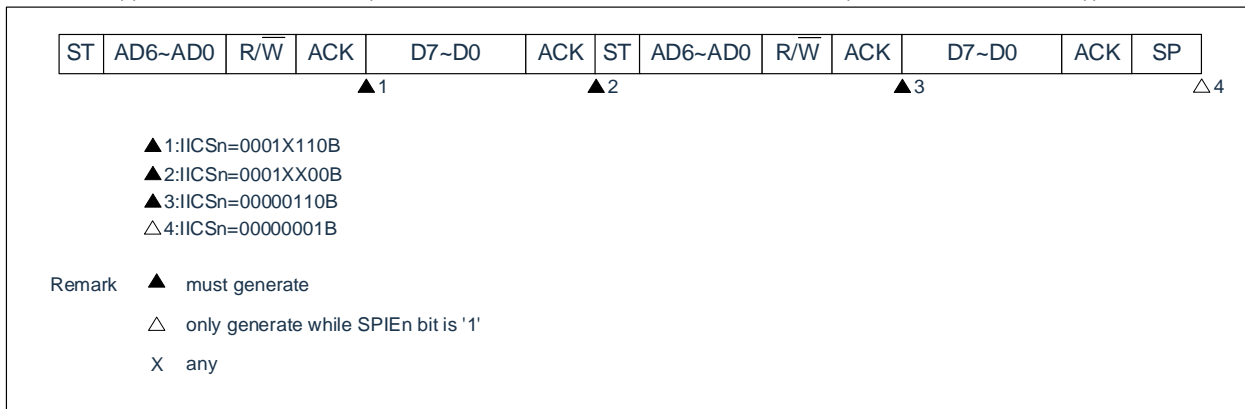 ST AD6~AD0 R/W̅ ACK D7~D0 ACK ST AD6~AD0 R/W̅ ACK D7~D0 ACK SP
▲1 ▲2 ▲3 △4
▲1:IICSn=0001X110B
▲2:IICSn=0001XX00B
▲3:IICSn=00000110B
△4:IICSn=00000001B
Remark ▲ must generate
△ only generate while SPIEn bit is '1'
X any